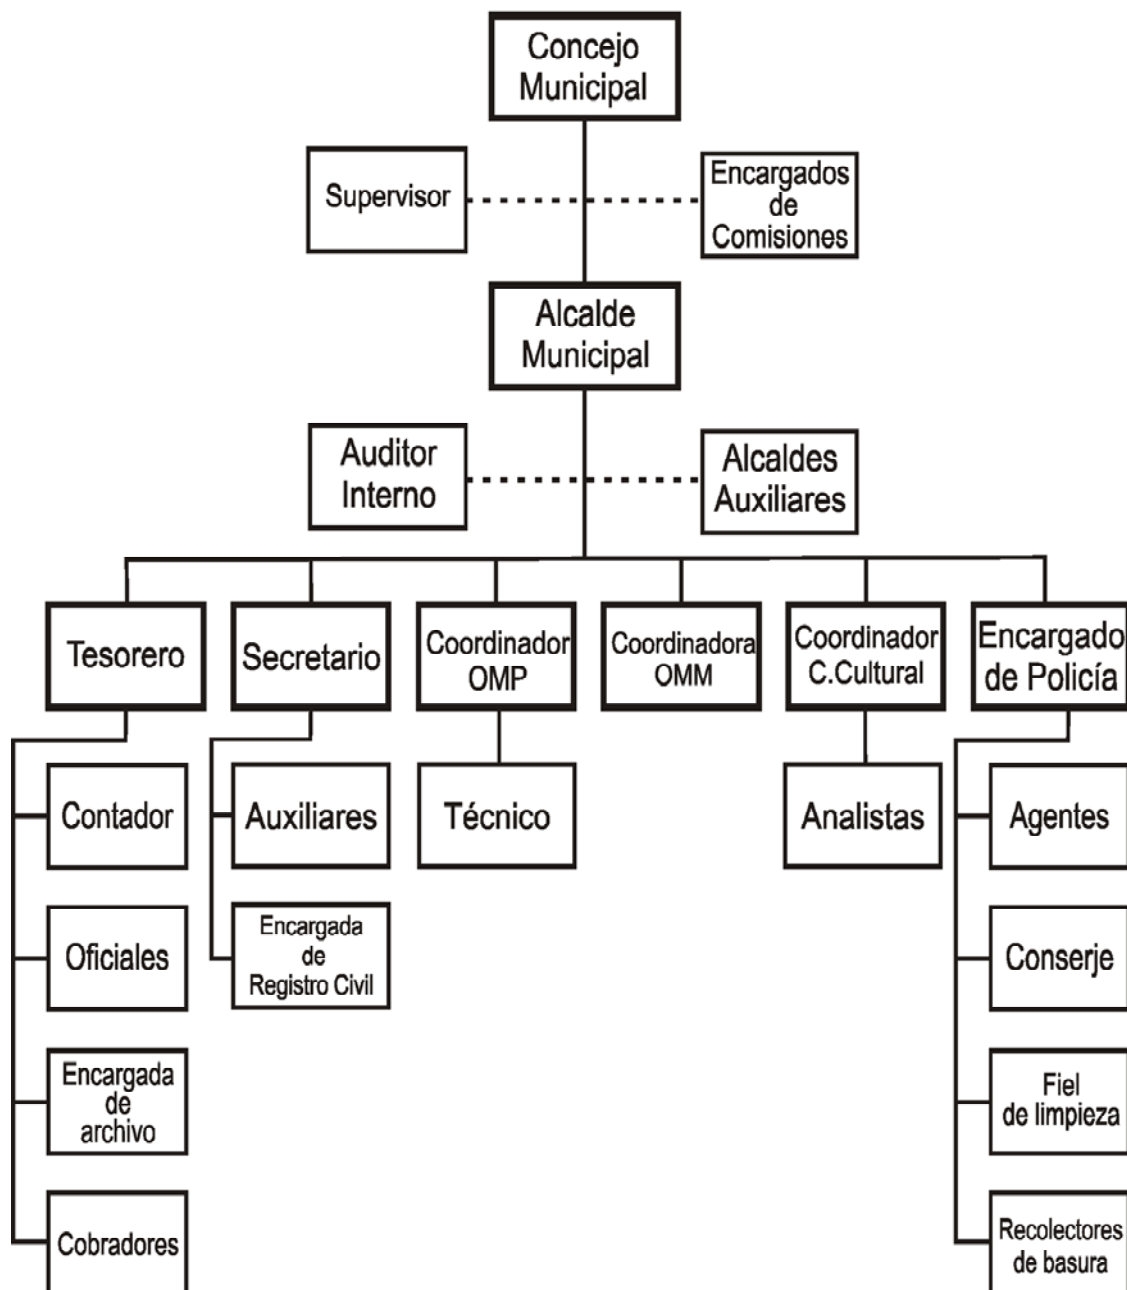 Concejo
Municipal
Supervisor
Encargados
de
Comisiones
Alcalde
Municipal
Auditor
Interno
Alcaldes
Auxiliares
Tesorero
Secretario
Coordinador
OMP
Coordinadora
OMM
Coordinador
C.Cultural
Encargado
de Policía
Contador
Auxiliares
Técnico
Analistas
Agentes
Oficiales
Encargada
de
Registro Civil
Conserje
Encargada
de
archivo
Fiel
de limpieza
Cobradores
Recolectores
de basura